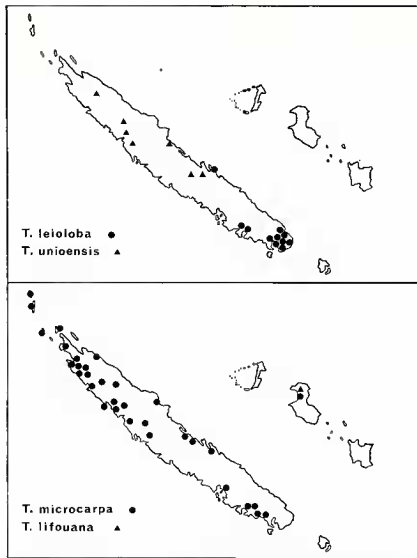 T. leioloba ●
T. unioensis ▲
T. microcarpa ●
T. lifouana ▲